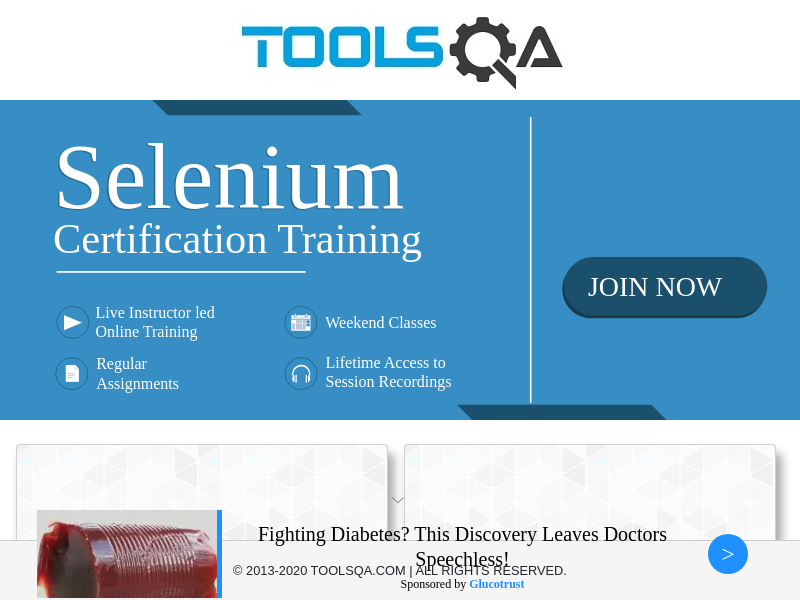 TOOLSQA
Selenium
Certification Training
JOIN NOW
Live Instructor led
Online Training
Weekend Classes
Regular
Assignments
Lifetime Access to
Session Recordings
Fighting Diabetes? This Discovery Leaves Doctors
Speechless!
>
© 2013-2020 TOOLSQA.COM | ALL RIGHTS RESERVED.
Sponsored by Glucotrust